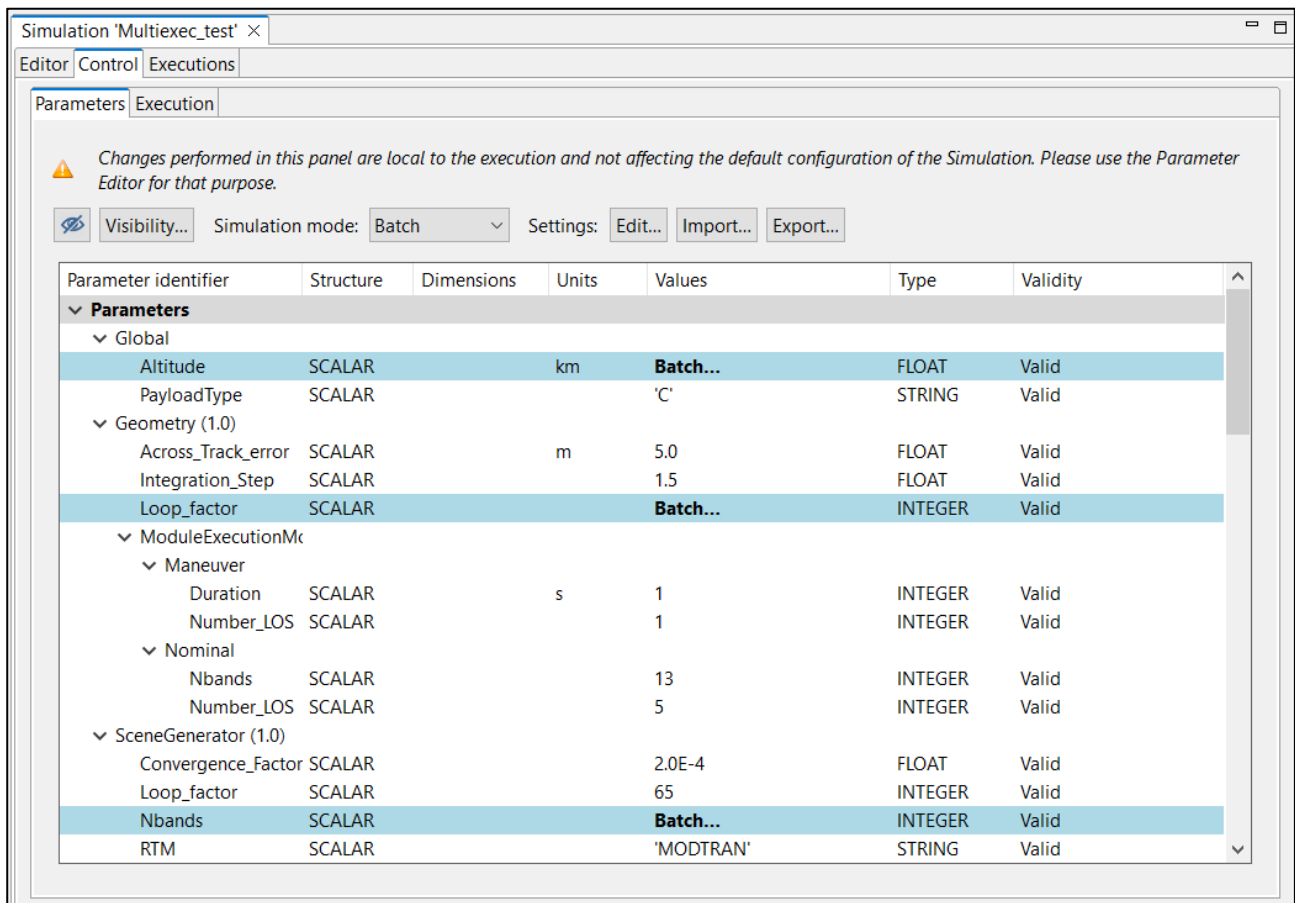 Simulation 'Multiexec_test'
Editor Control Executions
Parameters Execution
Changes performed in this panel are local to the execution and not affecting the default configuration of the Simulation. Please use the Parameter
Editor for that purpose.
Visibility... Simulation mode: Batch Settings: Edit... Import... Export...
Parameter identifier Structure Dimensions Units Values Type Validity
Parameters
Global
Altitude SCALAR km Batch... FLOAT Valid
PayloadType SCALAR 'C' STRING Valid
Geometry (1.0)
Across_Track_error SCALAR m 5.0 FLOAT Valid
Integration_Step SCALAR 1.5 FLOAT Valid
Loop_factor SCALAR Batch... INTEGER Valid
ModuleExecutionMo
Maneuver
Duration SCALAR s 1 INTEGER Valid
Number_LOS SCALAR 1 INTEGER Valid
Nominal
Nbands SCALAR 13 INTEGER Valid
Number_LOS SCALAR 5 INTEGER Valid
SceneGenerator (1.0)
Convergence_Factor SCALAR 2.0E-4 FLOAT Valid
Loop_factor SCALAR 65 INTEGER Valid
Nbands SCALAR Batch... INTEGER Valid
RTM SCALAR 'MODTRAN' STRING Valid